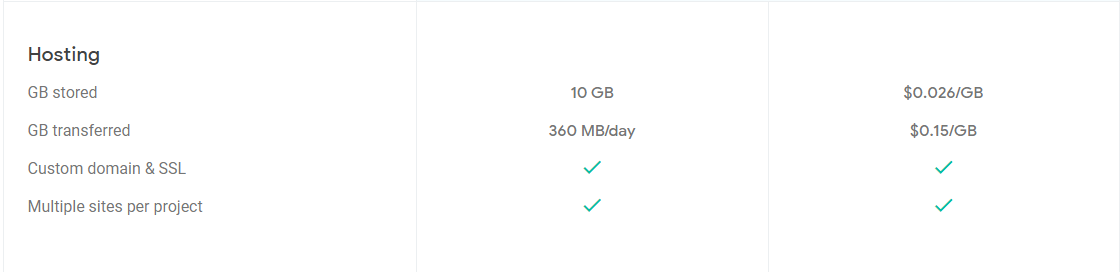 Hosting
GB stored 10 GB $0.026/GB
GB transferred 360 MB/day $0.15/GB
Custom domain & SSL
Multiple sites per project